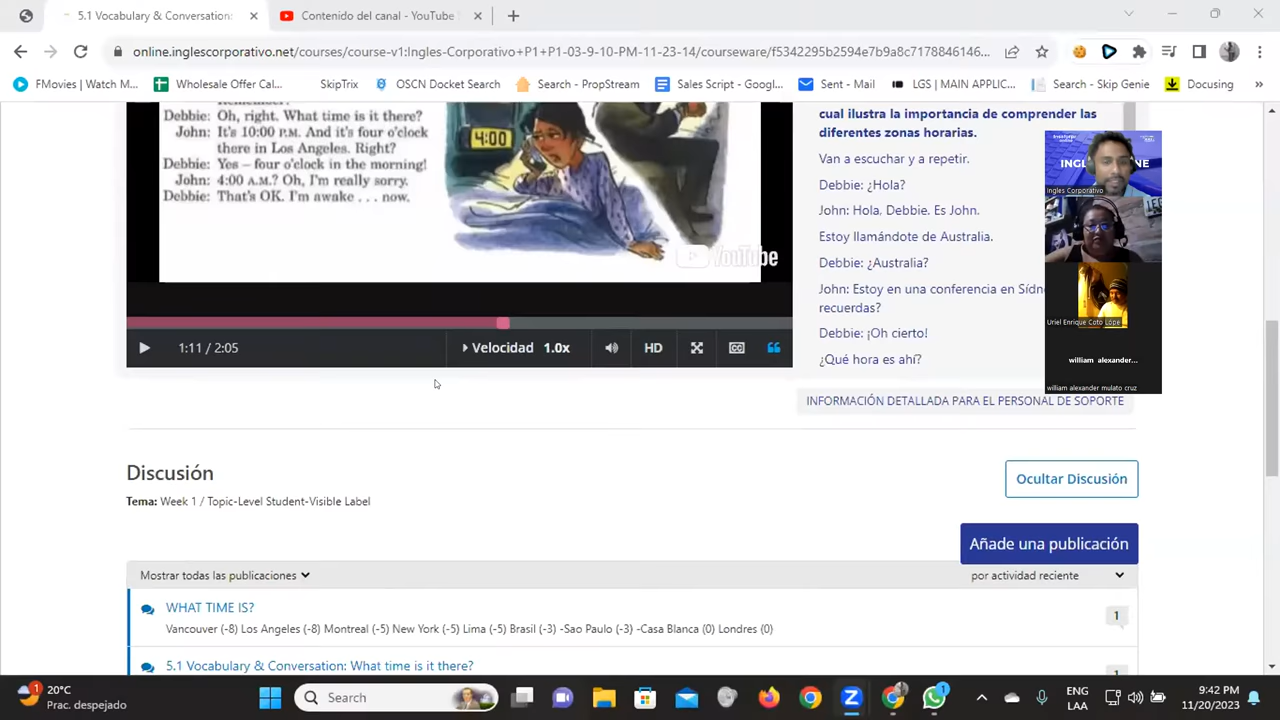 5.1 Vocabulary & Conversation:
Contenido del canal - YouTube
online.inglescorporativo.net/courses/course-v1:Ingles-Corporativo+P1+P1-03-9-10-PM-11-23-14/courseware/f5342295b2594e7b9a8c7178846146...
FMovies | Watch M...
Wholesale Offer Cal...
SkipTrix
OSCN Docket Search
Search - PropStream
Sales Script - Googl...
Sent - Mail
LGS | MAIN APPLIC...
Search - Skip Genie
Docusing
Remember?
Debbie: Oh, right. What time is it there?
John: It's 10:00 P.M. And it's four o'clock
there in Los Angeles. Right?
Debbie: Yes – four o'clock in the morning!
John: 4:00 A.M.? Oh, I'm really sorry.
Debbie: That's OK. I'm awake . . . now.
4:00
YouTube
cual ilustra la importancia de comprender las
diferentes zonas horarias.
Van a escuchar y a repetir.
Debbie: ¿Hola?
John: Hola, Debbie. Es John.
Estoy llamándote de Australia.
Debbie: ¿Australia?
John: Estoy en una conferencia en Sídn
recuerdas?
Debbie: ¡Oh cierto!
¿Qué hora es ahí?
Ingles Corporativo
Uriel Enrique Coto Lópe
william alexander...
william alexander mulato cruz
1:11 / 2:05
Velocidad 1.0x
HD
INFORMACIÓN DETALLADA PARA EL PERSONAL DE SOPORTE
Discusión
Ocultar Discusión
Tema: Week 1 / Topic-Level Student-Visible Label
Añade una publicación
Mostrar todas las publicaciones
por actividad reciente
WHAT TIME IS?
1
Vancouver (-8) Los Angeles (-8) Montreal (-5) New York (-5) Lima (-5) Brasil (-3) -Sao Paulo (-3) -Casa Blanca (0) Londres (0)
5.1 Vocabulary & Conversation: What time is it there?
1
1
20°C
Prac. despejado
Search
1
ENG
LAA
9:42 PM
11/20/2023